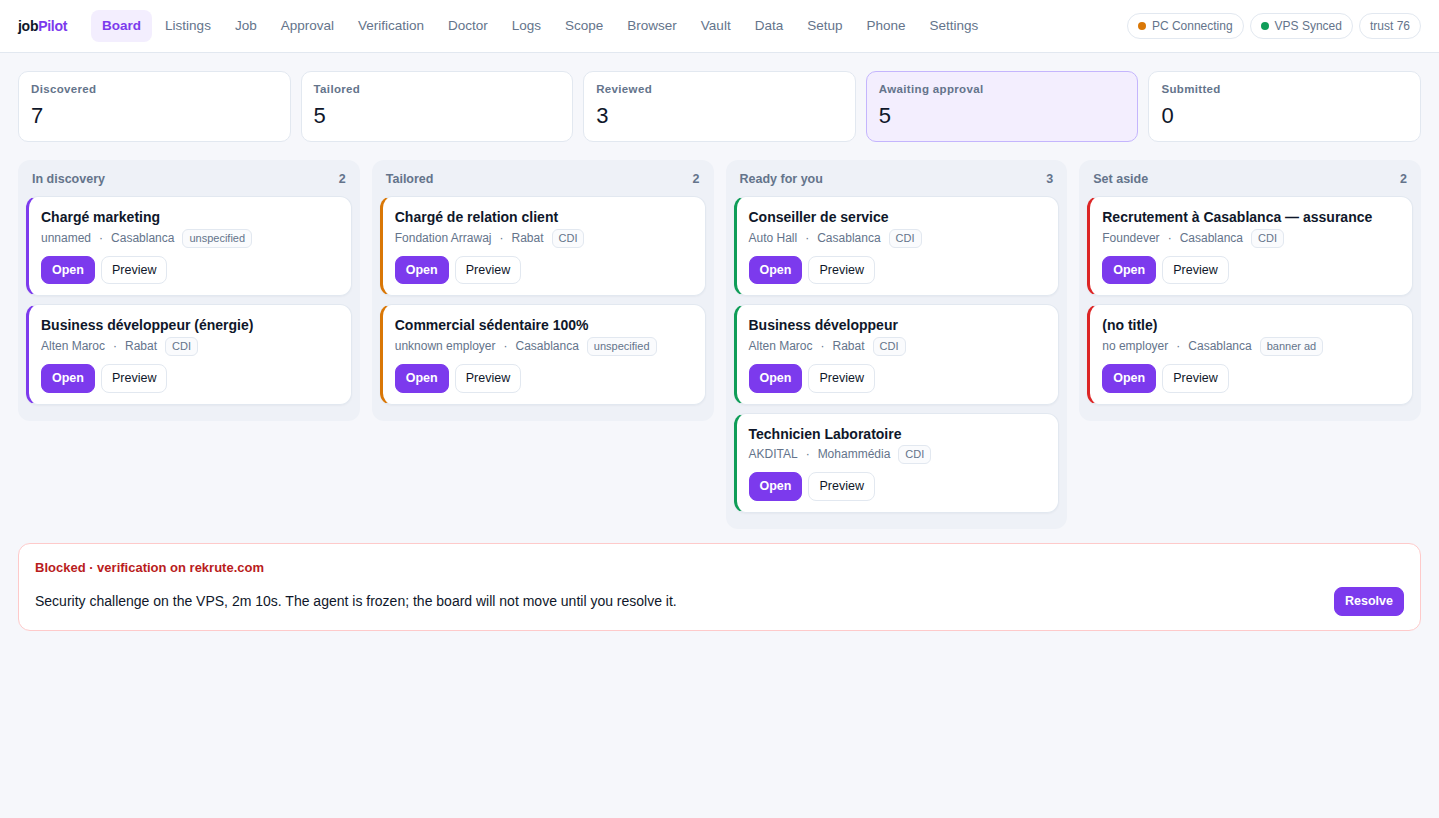 jobPilot Board Listings Job Approval Verification Doctor Logs Scope Browser Vault Data Setup Phone Settings PC Connecting VPS Synced trust 76
Discovered
7
Tailored
5
Reviewed
3
Awaiting approval
5
Submitted
0
In discovery 2
Chargé marketing
unnamed · Casablanca unspecified
Open Preview
Business développeur (énergie)
Alten Maroc · Rabat CDI
Open Preview
Tailored 2
Chargé de relation client
Fondation Arrawaj · Rabat CDI
Open Preview
Commercial sédentaire 100%
unknown employer · Casablanca unspecified
Open Preview
Ready for you 3
Conseiller de service
Auto Hall · Casablanca CDI
Open Preview
Business développeur
Alten Maroc · Rabat CDI
Open Preview
Technicien Laboratoire
AKDITAL · Mohammédia CDI
Open Preview
Set aside 2
Recrutement à Casablanca — assurance
Foundever · Casablanca CDI
Open Preview
(no title)
no employer · Casablanca banner ad
Open Preview
Blocked · verification on rekrute.com
Security challenge on the VPS, 2m 10s. The agent is frozen; the board will not move until you resolve it. Resolve